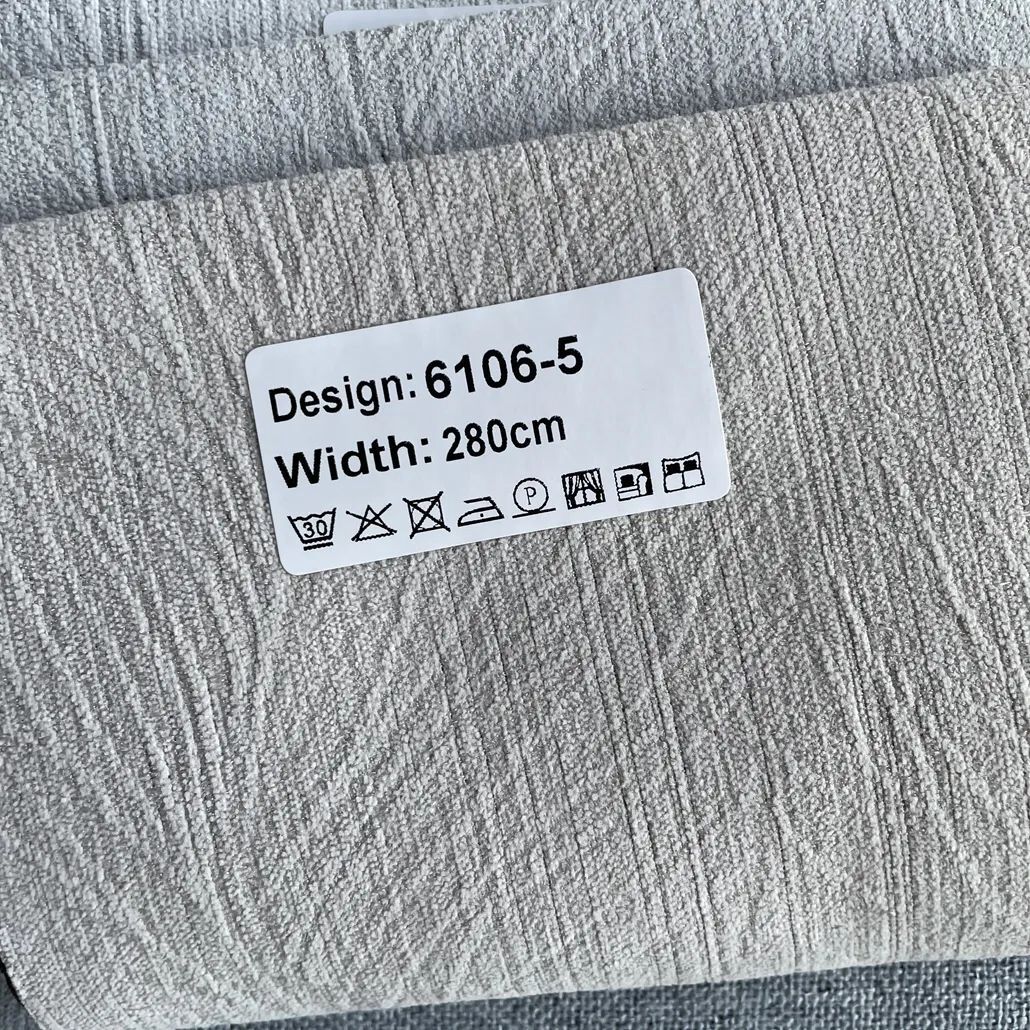 Design: 6106-5
Width: 280cm
30 P